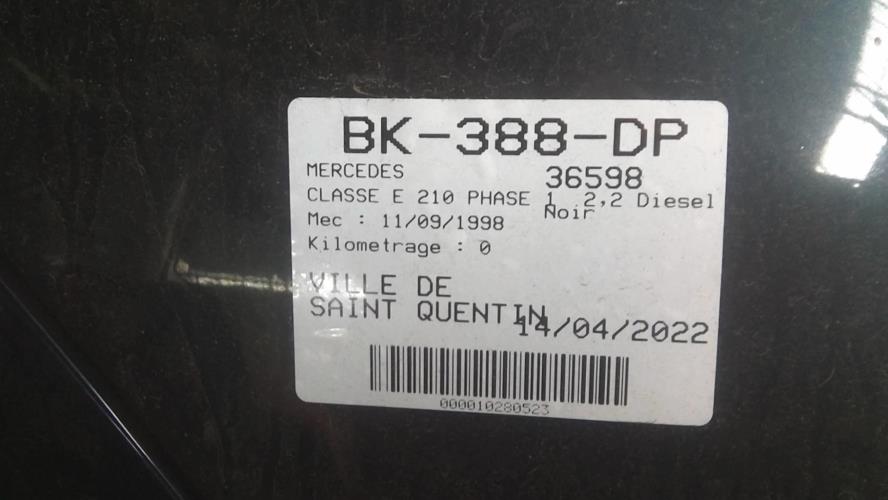 BK-388-DP
MERCEDES 36598
CLASSE E 210 PHASE 1 2,2 Diesel
Noir
Mec : 11/09/1998
Kilometrage : 0
VILLE DE
SAINT QUENTIN
14/04/2022
000010280523